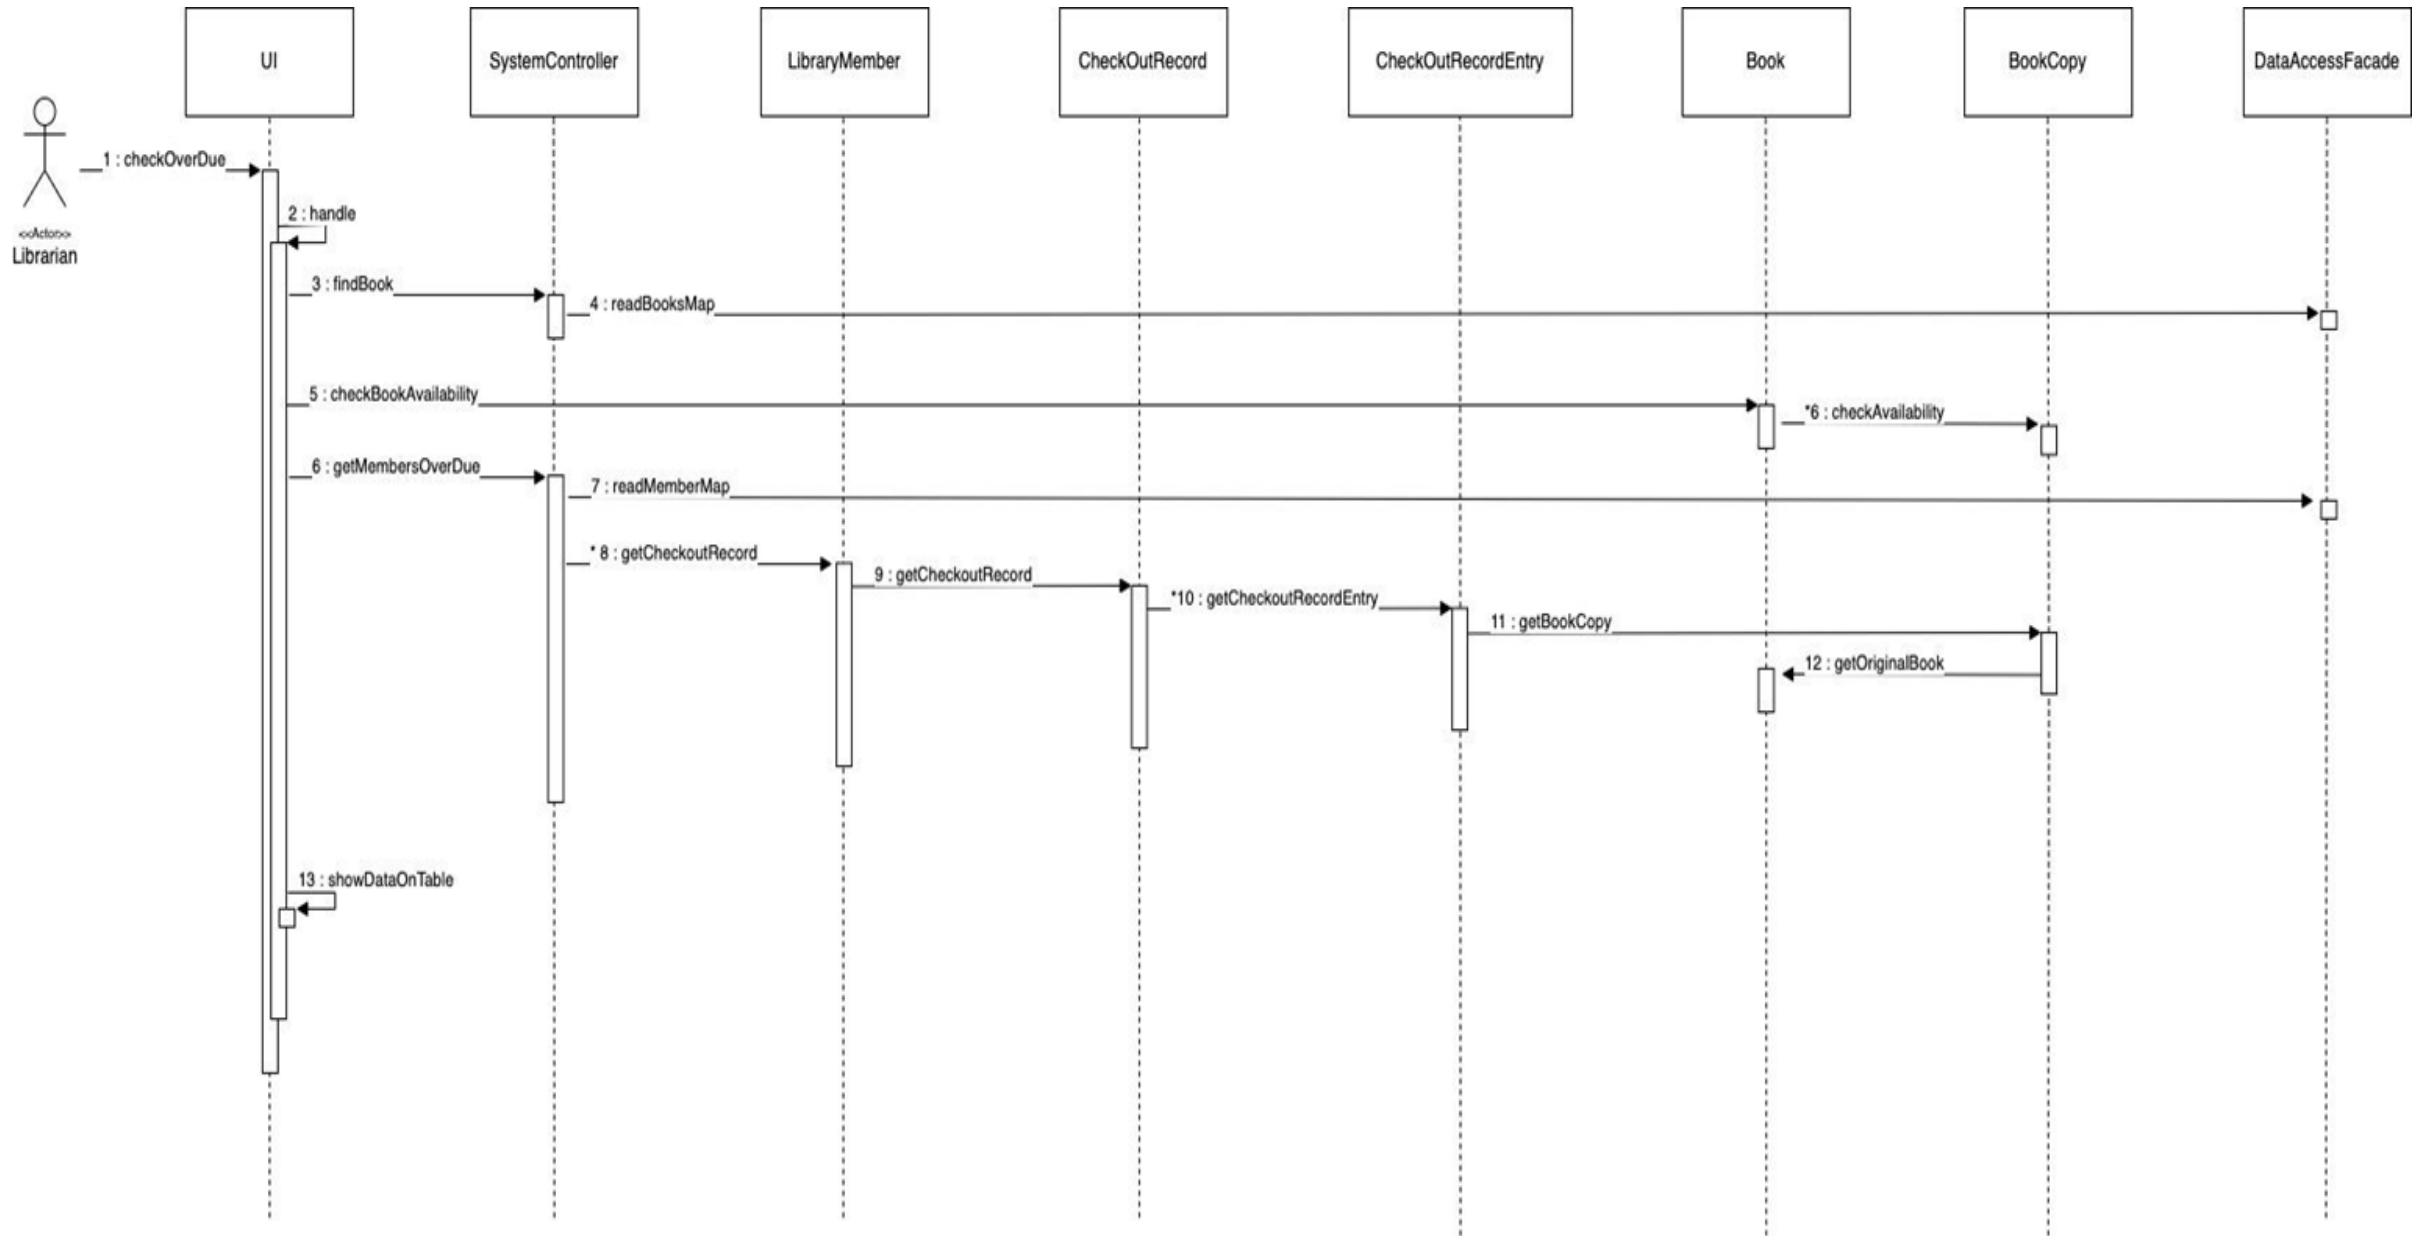 UI
SystemController
LibraryMember
CheckOutRecord
CheckOutRecordEntry
Book
BookCopy
DataAccessFacade
1 : checkOverDue
2 : handle
<<Actor>>
Librarian
3 : findBook
4 : readBooksMap
5 : checkBookAvailability
*6 : checkAvailability
6 : getMembersOverDue
7 : readMemberMap
* 8 : getCheckoutRecord
9 : getCheckoutRecord
*10 : getCheckoutRecordEntry
11 : getBookCopy
12 : getOriginalBook
13 : showDataOnTable